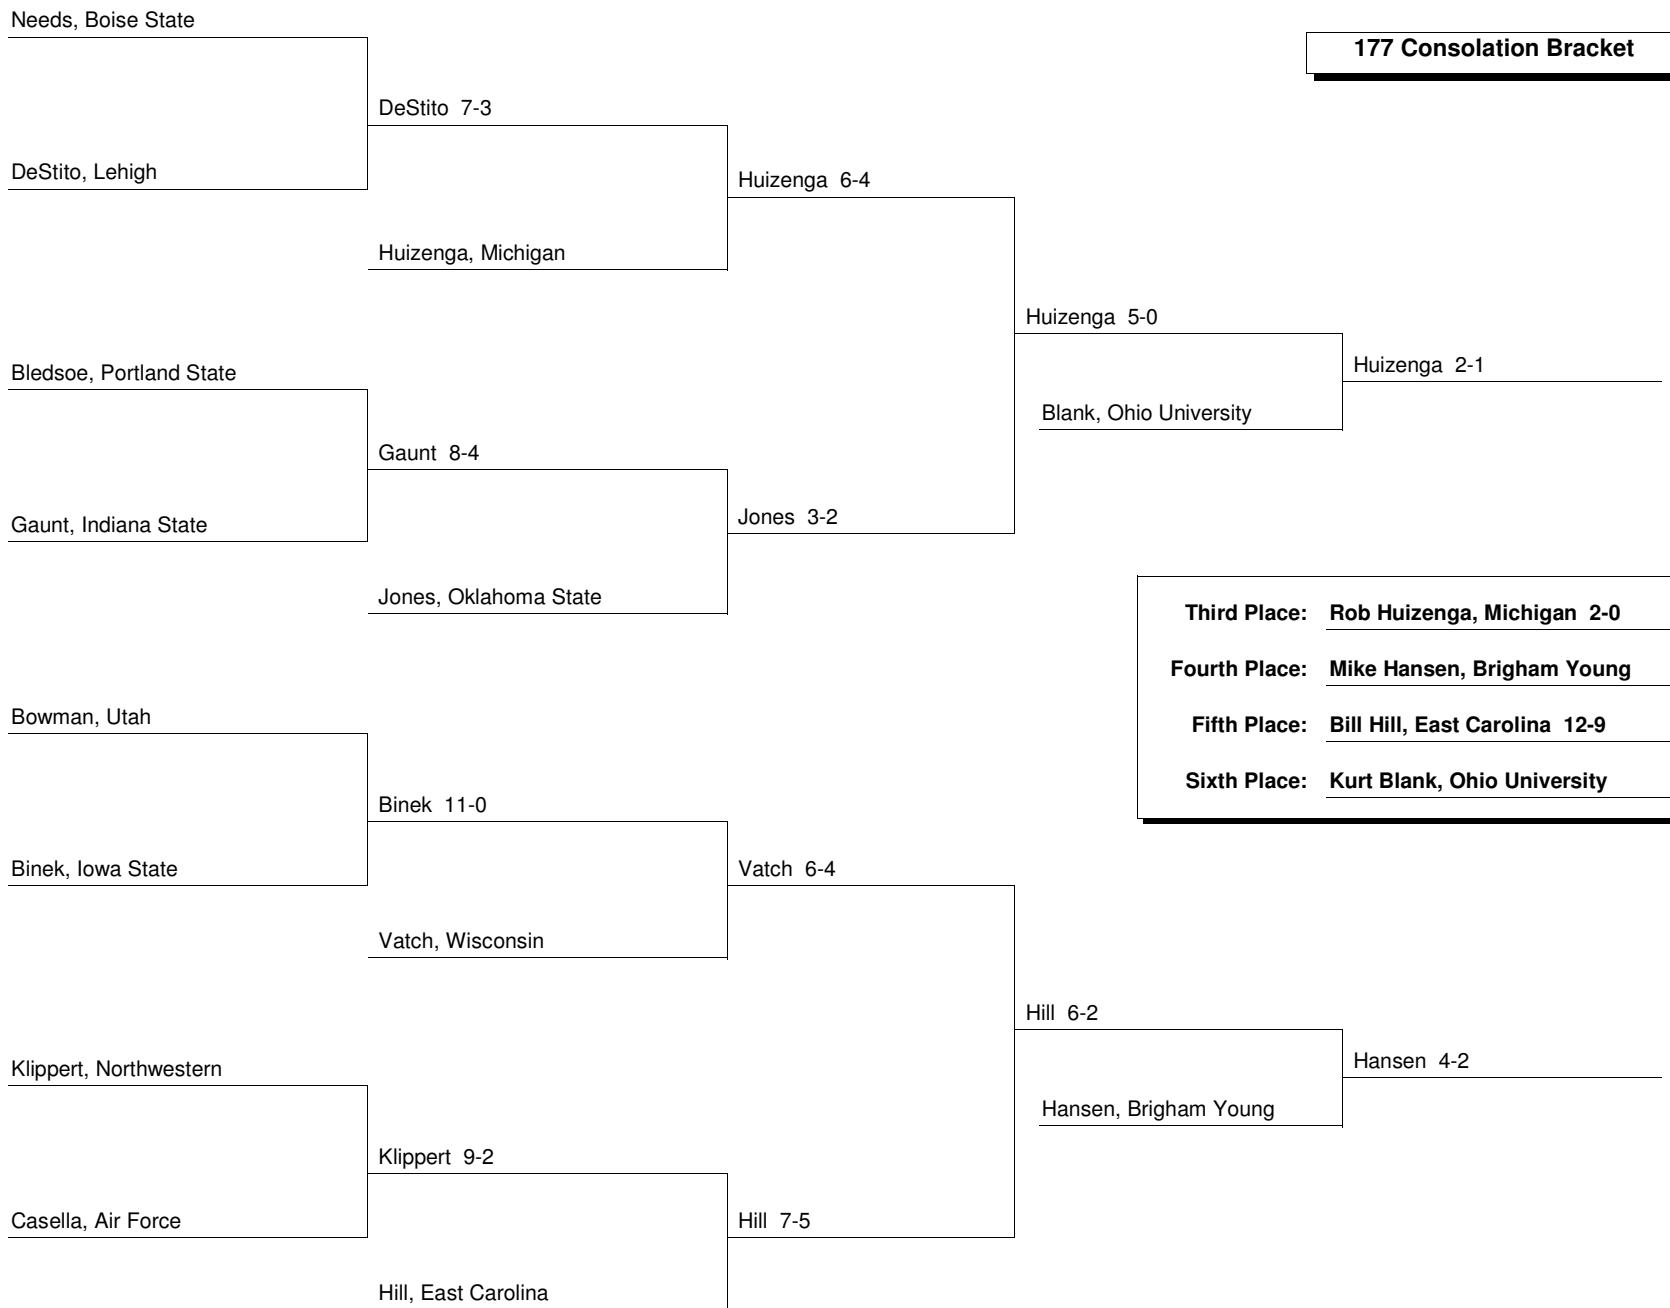 Needs, Boise State
177 Consolation Bracket
DeStito 7-3
DeStito, Lehigh
Huizenga 6-4
Huizenga, Michigan
Huizenga 5-0
Bledsoe, Portland State
Huizenga 2-1
Blank, Ohio University
Gaunt 8-4
Gaunt, Indiana State
Jones 3-2
Jones, Oklahoma State
Third Place: Rob Huizenga, Michigan 2-0
Fourth Place: Mike Hansen, Brigham Young
Fifth Place: Bill Hill, East Carolina 12-9
Sixth Place: Kurt Blank, Ohio University
Bowman, Utah
Binek 11-0
Binek, Iowa State
Vatch 6-4
Vatch, Wisconsin
Hill 6-2
Klippert, Northwestern
Hansen 4-2
Hansen, Brigham Young
Klippert 9-2
Casella, Air Force
Hill 7-5
Hill, East Carolina